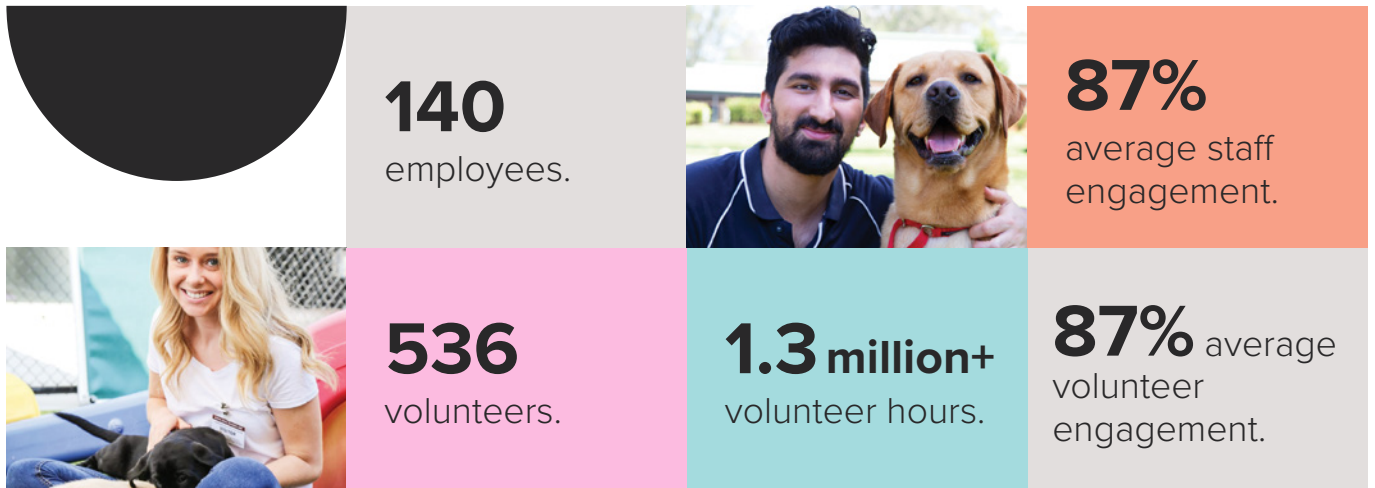 140
employees.
87%
average staff
engagement.
536
volunteers.
1.3 million+
volunteer hours.
87% average
volunteer
engagement.